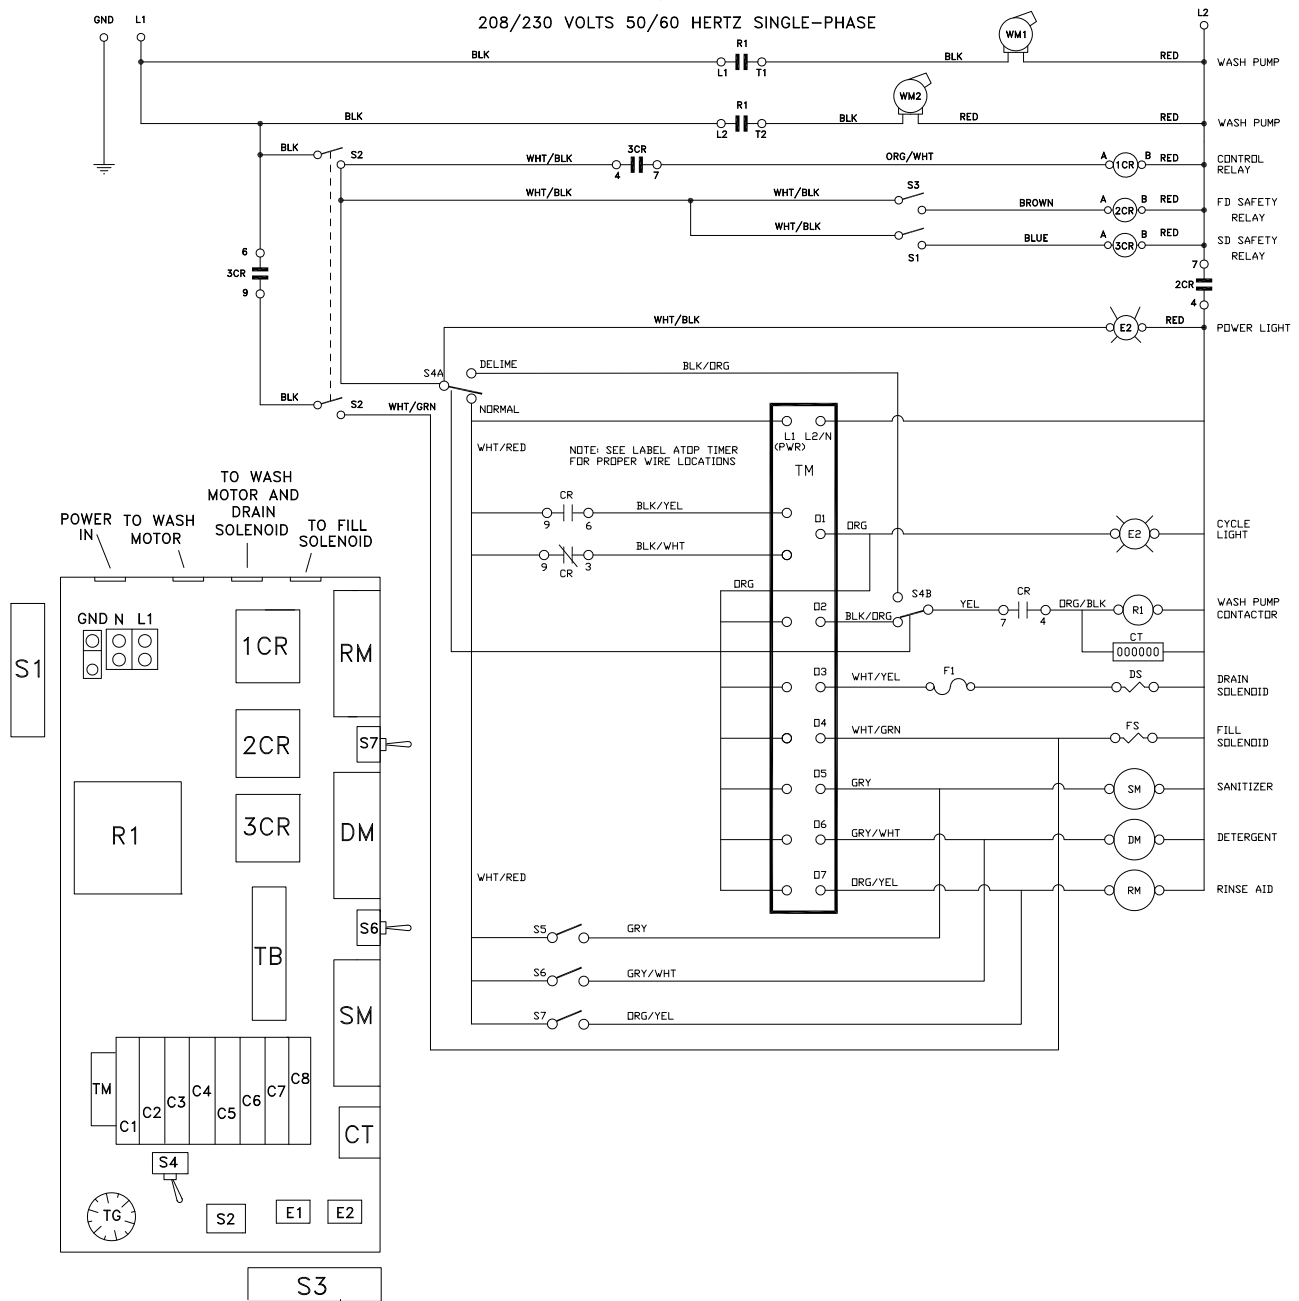 208/230 VOLTS 50/60 HERTZ SINGLE-PHASE
GND L1 L2
BLK R1 L1 T1 BLK WM1 RED WASH PUMP
BLK R1 L2 T2 BLK WM2 RED RED WASH PUMP
BLK S2 WHT/BLK 3CR 4 7 ORG/WHT A 1CR B RED CONTROL
RELAY
WHT/BLK WHT/BLK S3 BROWN A 2CR B RED FD SAFETY
RELAY
WHT/BLK S1 BLUE A 3CR B RED SD SAFETY
RELAY
6 3CR 9
7 2CR 4
WHT/BLK E2 RED POWER LIGHT
S4A DELIME BLK/ORG
BLK S2 WHT/GRN NORMAL
WHT/RED
NOTE: SEE LABEL ATOP TIMER
FOR PROPER WIRE LOCATIONS
L1 L2/N
(PWR)
TM
CR 9 6 BLK/YEL
O1 ORG E2 CYCLE
LIGHT
9 CR 3 BLK/WHT
ORG
O2 BLK/ORG S4B YEL CR 7 4 ORG/BLK R1 WASH PUMP
CONTACTOR
CT
000000
O3 WHT/YEL F1 DS DRAIN
SOLENOID
O4 WHT/GRN FS FILL
SOLENOID
O5 GRY SM SANITIZER
O6 GRY/WHT DM DETERGENT
WHT/RED
O7 ORG/YEL RM RINSE AID
S5 GRY
S6 GRY/WHT
S7 ORG/YEL
POWER
IN
TO WASH
MOTOR
TO WASH
MOTOR AND
DRAIN
SOLENOID
TO FILL
SOLENOID
S1
GND N L1
1CR
RM
2CR
S7
R1
3CR
DM
S6
TB
SM
TM
C1 C2 C3 C4 C5 C6 C7 C8
CT
S4
TG
S2
E1
E2
S3